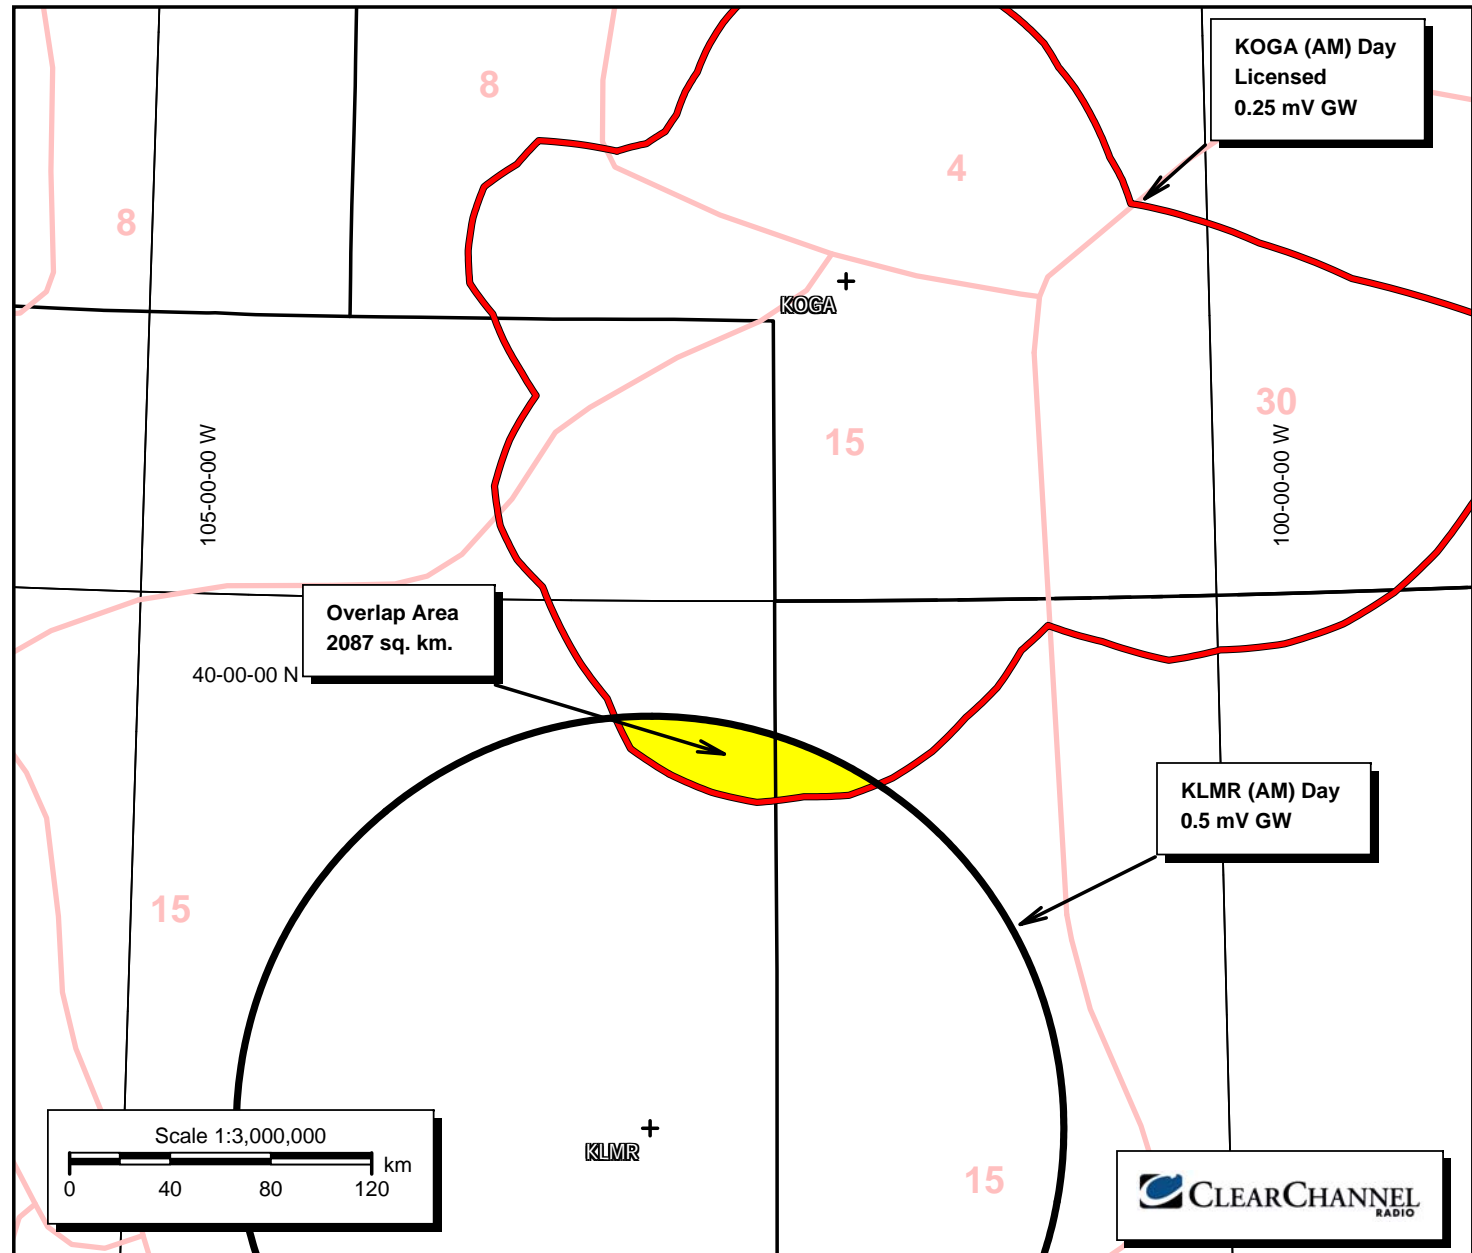 KOGA (AM) Day
Licensed
0.25 mV GW
8
4
8
KOGA
30
15
105-00-00 W
100-00-00 W
Overlap Area
2087 sq. km.
40-00-00 N
KLMR (AM) Day
0.5 mV GW
15
Scale 1:3,000,000
km
0 40 80 120
KLMR
15
CLEARCHANNEL
RADIO